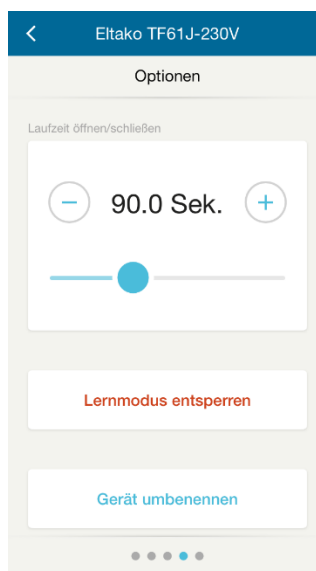 Eltako TF61J-230V
Optionen
Laufzeit öffnen/schließen
90.0 Sek.
Lernmodus entsperren
Gerät umbenennen